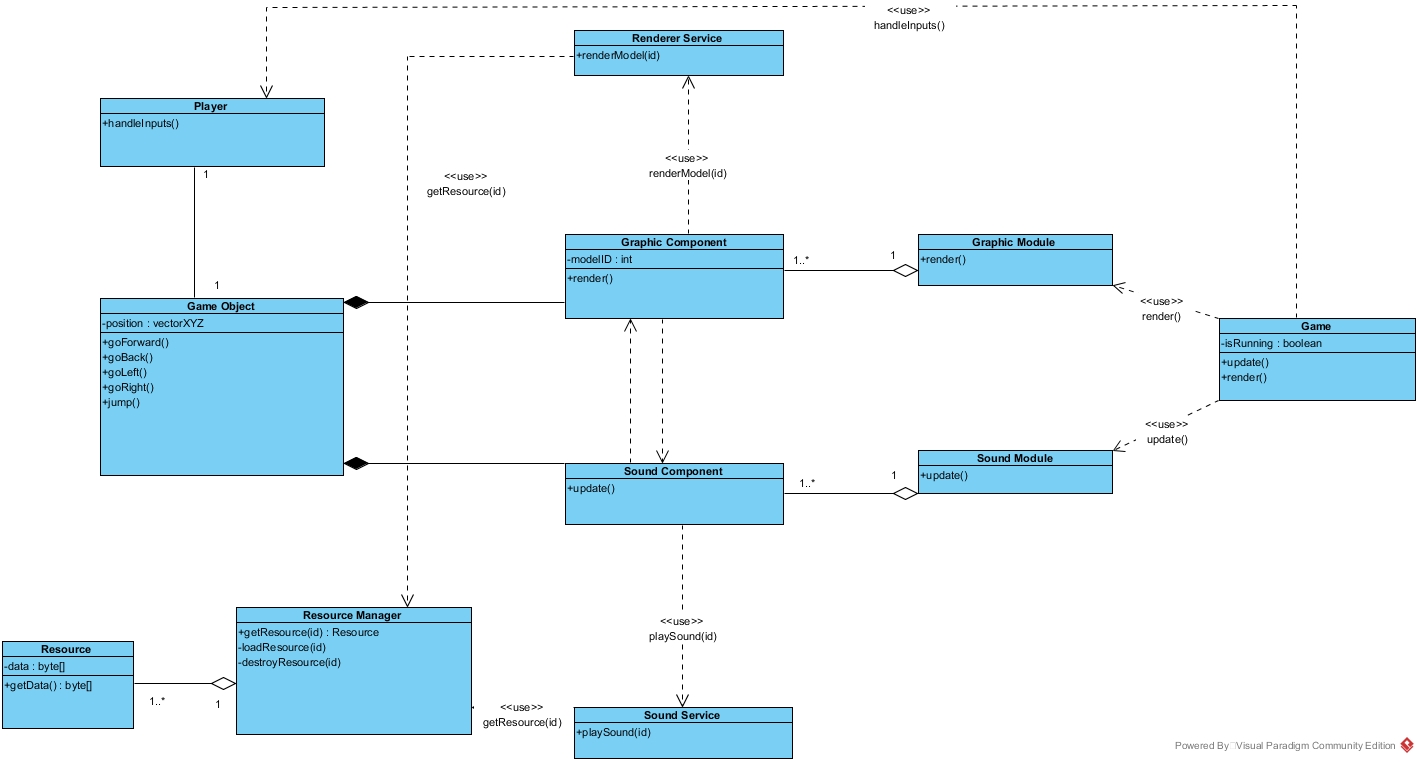 <<use>>
handleInputs()
Renderer Service
+renderModel(id)
Player
+handleInputs()
1
<<use>>
getResource(id)
<<use>>
renderModel(id)
Graphic Component
-modelID : int
+render()
1..*
1
Graphic Module
+render()
1
Game Object
-position : vectorXYZ
+goForward()
+goBack()
+goLeft()
+goRight()
+jump()
<<use>>
render()
Game
-isRunning : boolean
+update()
+render()
<<use>>
update()
Sound Component
+update()
1..*
1
Sound Module
+update()
Resource Manager
+getResource(id) : Resource
-loadResource(id)
-destroyResource(id)
<<use>>
playSound(id)
Resource
-data : byte[]
+getData() : byte[]
1..*
1
<<use>>
getResource(id)
Sound Service
+playSound(id)
Powered By Visual Paradigm Community Edition